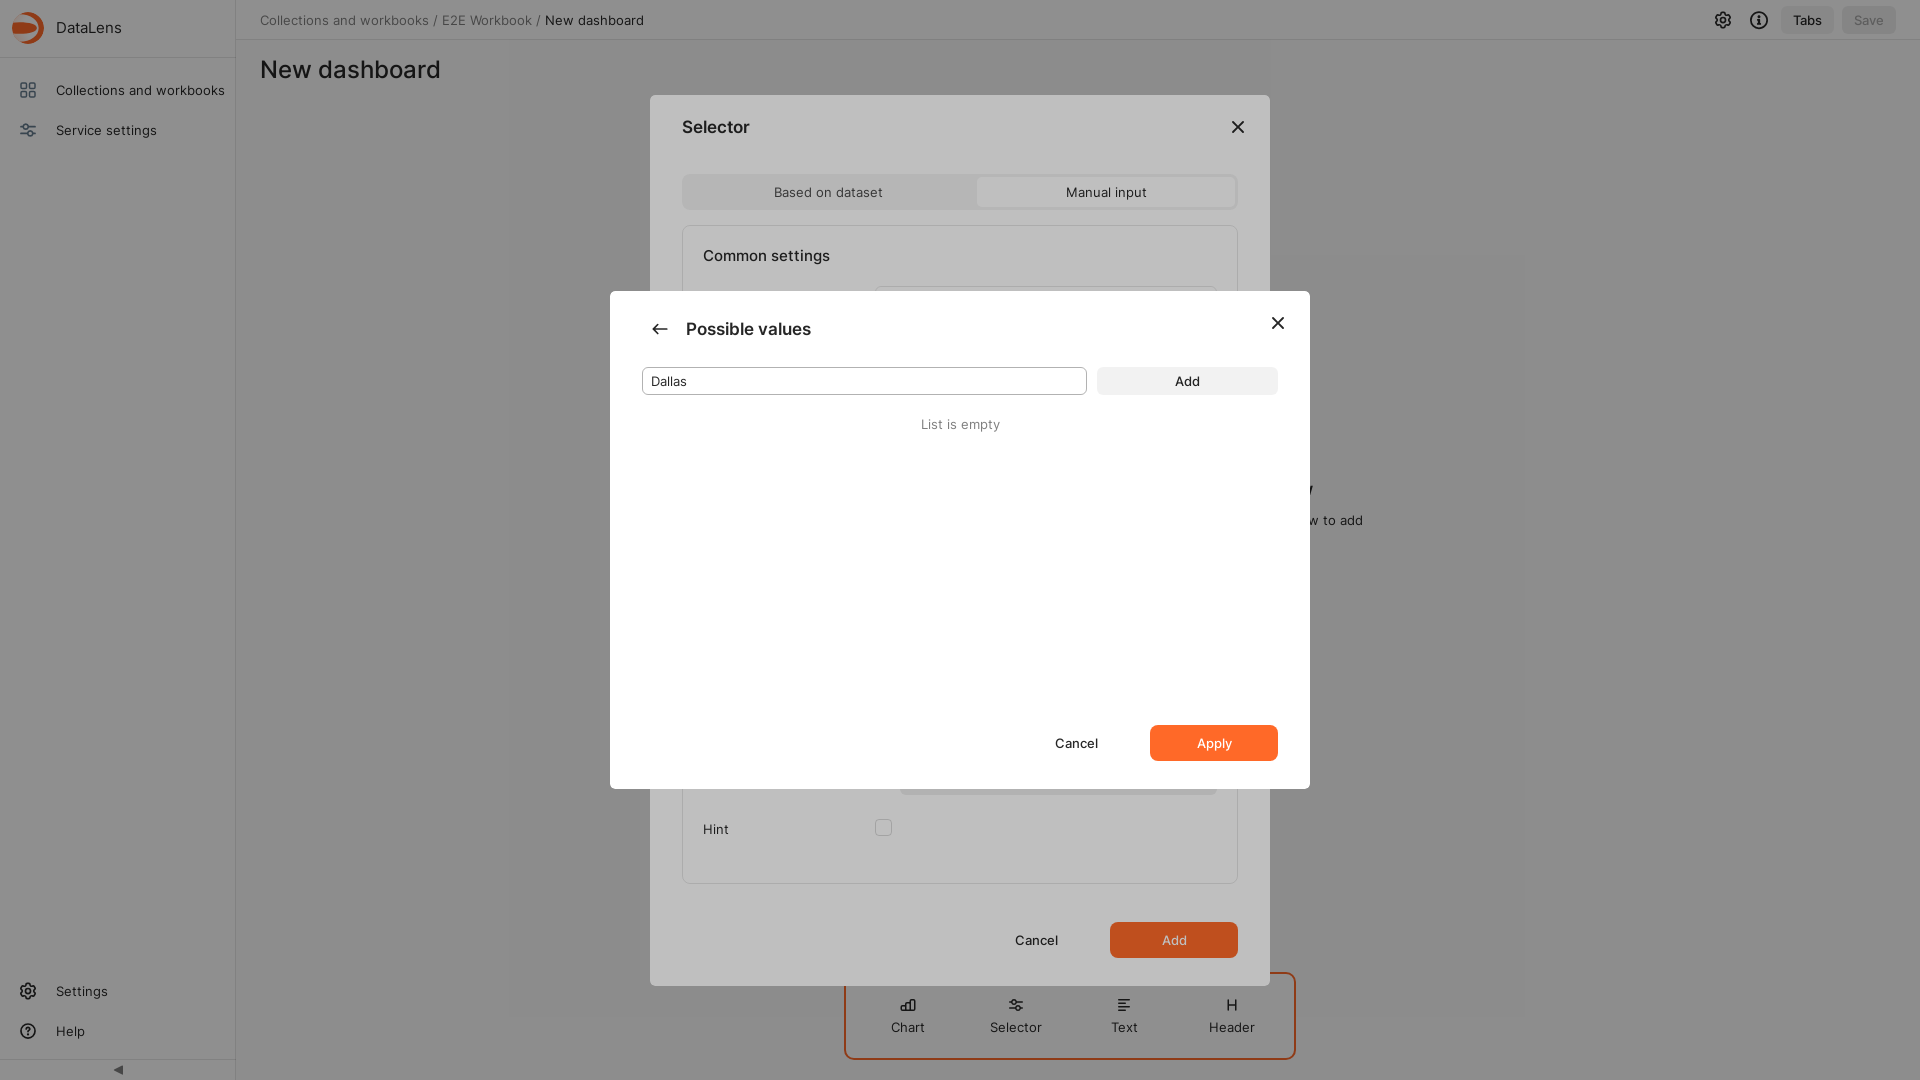 DataLens
Collections and workbooks / E2E Workbook / New dashboard
Tabs
Save
Collections and workbooks
Service settings
New dashboard
Selector
Based on dataset
Manual input
Common settings
Possible values
Dallas
Add
List is empty
w to add
Cancel
Apply
Hint
Cancel
Add
Chart
Selector
Text
Header
Settings
Help